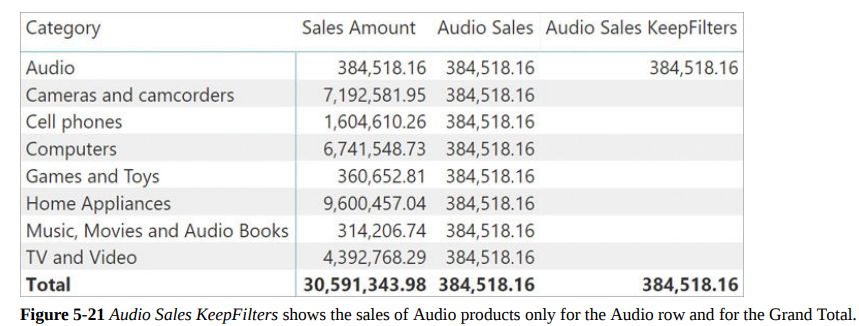 Category Sales Amount Audio Sales Audio Sales KeepFilters
Audio 384,518.16 384,518.16 384,518.16
Cameras and camcorders 7,192,581.95 384,518.16
Cell phones 1,604,610.26 384,518.16
Computers 6,741,548.73 384,518.16
Games and Toys 360,652.81 384,518.16
Home Appliances 9,600,457.04 384,518.16
Music, Movies and Audio Books 314,206.74 384,518.16
TV and Video 4,392,768.29 384,518.16
Total 30,591,343.98 384,518.16 384,518.16
Figure 5-21 Audio Sales KeepFilters shows the sales of Audio products only for the Audio row and for the Grand Total.